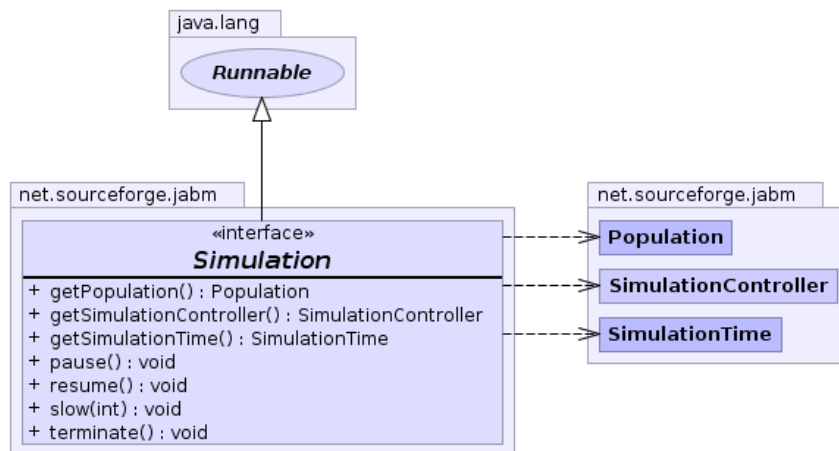 java.lang
Runnable
net.sourceforge.jabm
«interface»
Simulation
+ getPopulation() : Population
+ getSimulationController() : SimulationController
+ getSimulationTime() : SimulationTime
+ pause() : void
+ resume() : void
+ slow(int) : void
+ terminate() : void
net.sourceforge.jabm
Population
SimulationController
SimulationTime